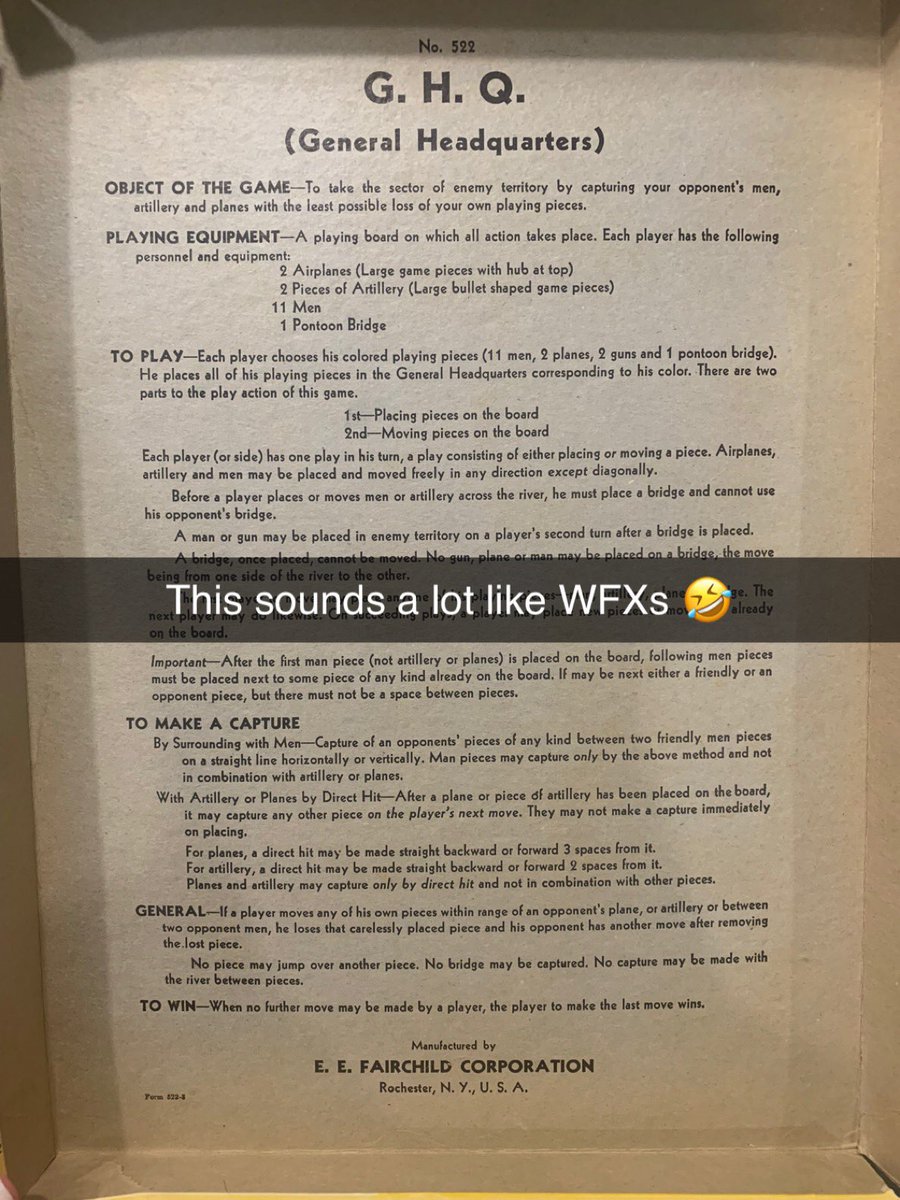 No. 522
G. H. Q.
(General Headquarters)
OBJECT OF THE GAME—To take the sector of enemy territory by capturing your opponent's men,
artillery and planes with the least possible loss of your own playing pieces.
PLAYING EQUIPMENT—A playing board on which all action takes place. Each player has the following
personnel and equipment:
2 Airplanes (Large game pieces with hub at top)
2 Pieces of Artillery (Large bullet shaped game pieces)
11 Men
1 Pontoon Bridge
TO PLAY—Each player chooses his colored playing pieces (11 men, 2 planes, 2 guns and 1 pontoon bridge).
He places all of his playing pieces in the General Headquarters corresponding to his color. There are two
parts to the play action of this game.
1st—Placing pieces on the board
2nd—Moving pieces on the board
Each player (or side) has one play in his turn, a play consisting of either placing or moving a piece. Airplanes,
artillery and men may be placed and moved freely in any direction except diagonally.
Before a player places or moves men or artillery across the river, he must place a bridge and cannot use
his opponent's bridge.
A man or gun may be placed in enemy territory on a player's second turn after a bridge is placed.
A bridge, once placed, cannot be moved. No gun, plane or man may be placed on a bridge, the move
being from one side of the river to the other.
This sounds a lot like WFXs 🤣
The
next player may do likewise. On succeeding plays, a player may place new pieces already
on the board.
Important—After the first man piece (not artillery or planes) is placed on the board, following men pieces
must be placed next to some piece of any kind already on the board. If may be next either a friendly or an
opponent piece, but there must not be a space between pieces.
TO MAKE A CAPTURE
By Surrounding with Men—Capture of an opponents' pieces of any kind between two friendly men pieces
on a straight line horizontally or vertically. Man pieces may capture only by the above method and not
in combination with artillery or planes.
With Artillery or Planes by Direct Hit—After a plane or piece of artillery has been placed on the board,
it may capture any other piece on the player's next move. They may not make a capture immediately
on placing.
For planes, a direct hit may be made straight backward or forward 3 spaces from it.
For artillery, a direct hit may be made straight backward or forward 2 spaces from it.
Planes and artillery may capture only by direct hit and not in combination with other pieces.
GENERAL—If a player moves any of his own pieces within range of an opponent's plane, or artillery or between
two opponent men, he loses that carelessly placed piece and his opponent has another move after removing
the lost piece.
No piece may jump over another piece. No bridge may be captured. No capture may be made with
the river between pieces.
TO WIN—When no further move may be made by a player, the player to make the last move wins.
Manufactured by
E. E. FAIRCHILD CORPORATION
Rochester, N. Y., U. S. A.
Form 522-3